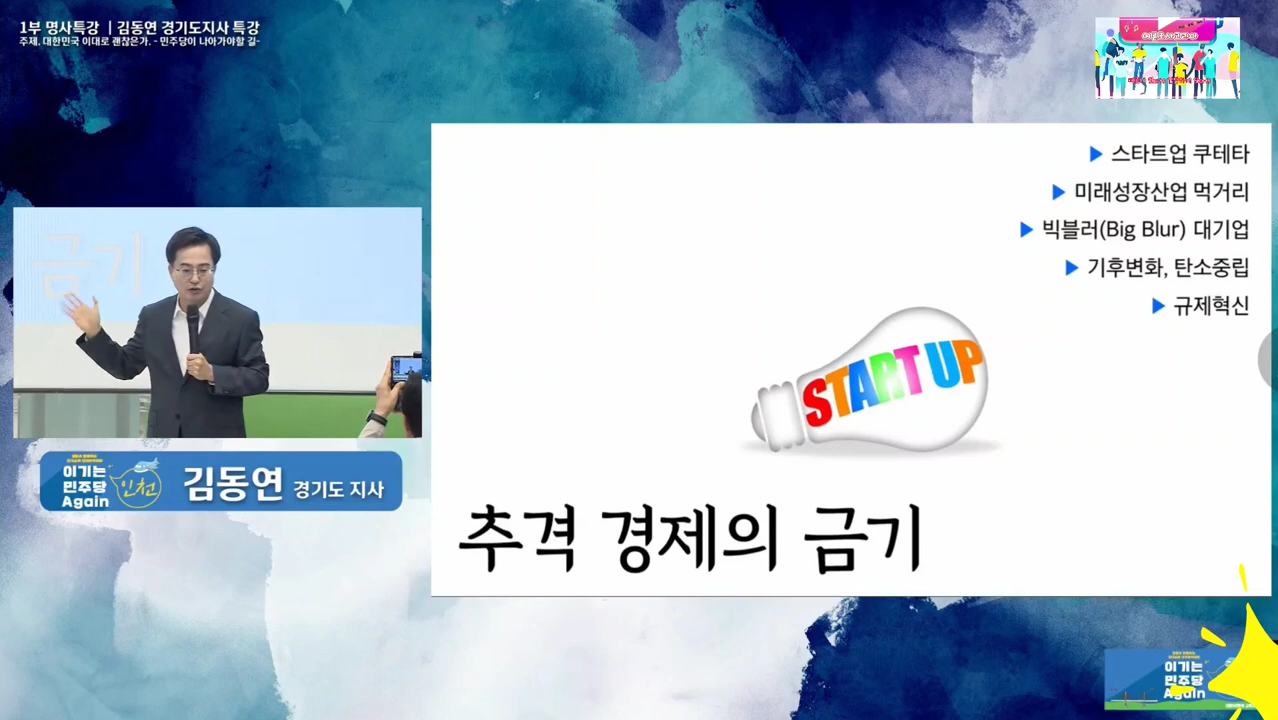 1부 명사특강 | 김동연 경기도지사 특강
주제. 대한민국 이대로 괜찮은가. - 민주당이 나아가야할 길-
▶ 스타트업 쿠테타
▶ 미래성장산업 먹거리
▶ 빅블러(Big Blur) 대기업
▶ 기후변화, 탄소중립
▶ 규제혁신
START UP
추격 경제의 금기
금기
이기는
민주당
Again
인천
김동연 경기도 지사
이기는
민주당
Again